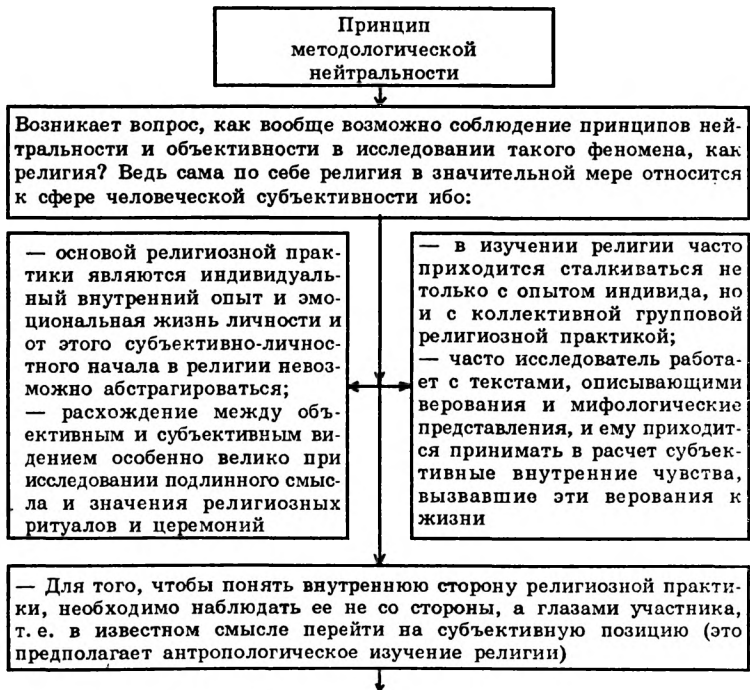 Принцип
методологической
нейтральности
Возникает вопрос, как вообще возможно соблюдение принципов ней-
тральности и объективности в исследовании такого феномена, как
религия? Ведь сама по себе религия в значительной мере относится
к сфере человеческой субъективности ибо:
— основой религиозной прак-
тики являются индивидуаль-
ный внутренний опыт и эмо-
циональная жизнь личности и
от этого субъективно-личнос-
тного начала в религии невоз-
можно абстрагироваться;
— расхождение между объ-
ективным и субъективным ви-
дением особенно велико при
исследовании подлинного смыс-
ла и значения религиозных
ритуалов и церемоний
— в изучении религии часто
приходится сталкиваться не
только с опытом индивида, но
и с коллективной групповой
религиозной практикой;
— часто исследователь работа-
ет с текстами, описывающими
верования и мифологические
представления, и ему приходит-
ся принимать в расчет субъек-
тивные внутренние чувства,
вызвавшие эти верования к
жизни
— Для того, чтобы понять внутреннюю сторону религиозной практи-
ки, необходимо наблюдать ее не со стороны, а глазами участника,
т. е. в известном смысле перейти на субъективную позицию (это
предполагает антропологическое изучение религии)